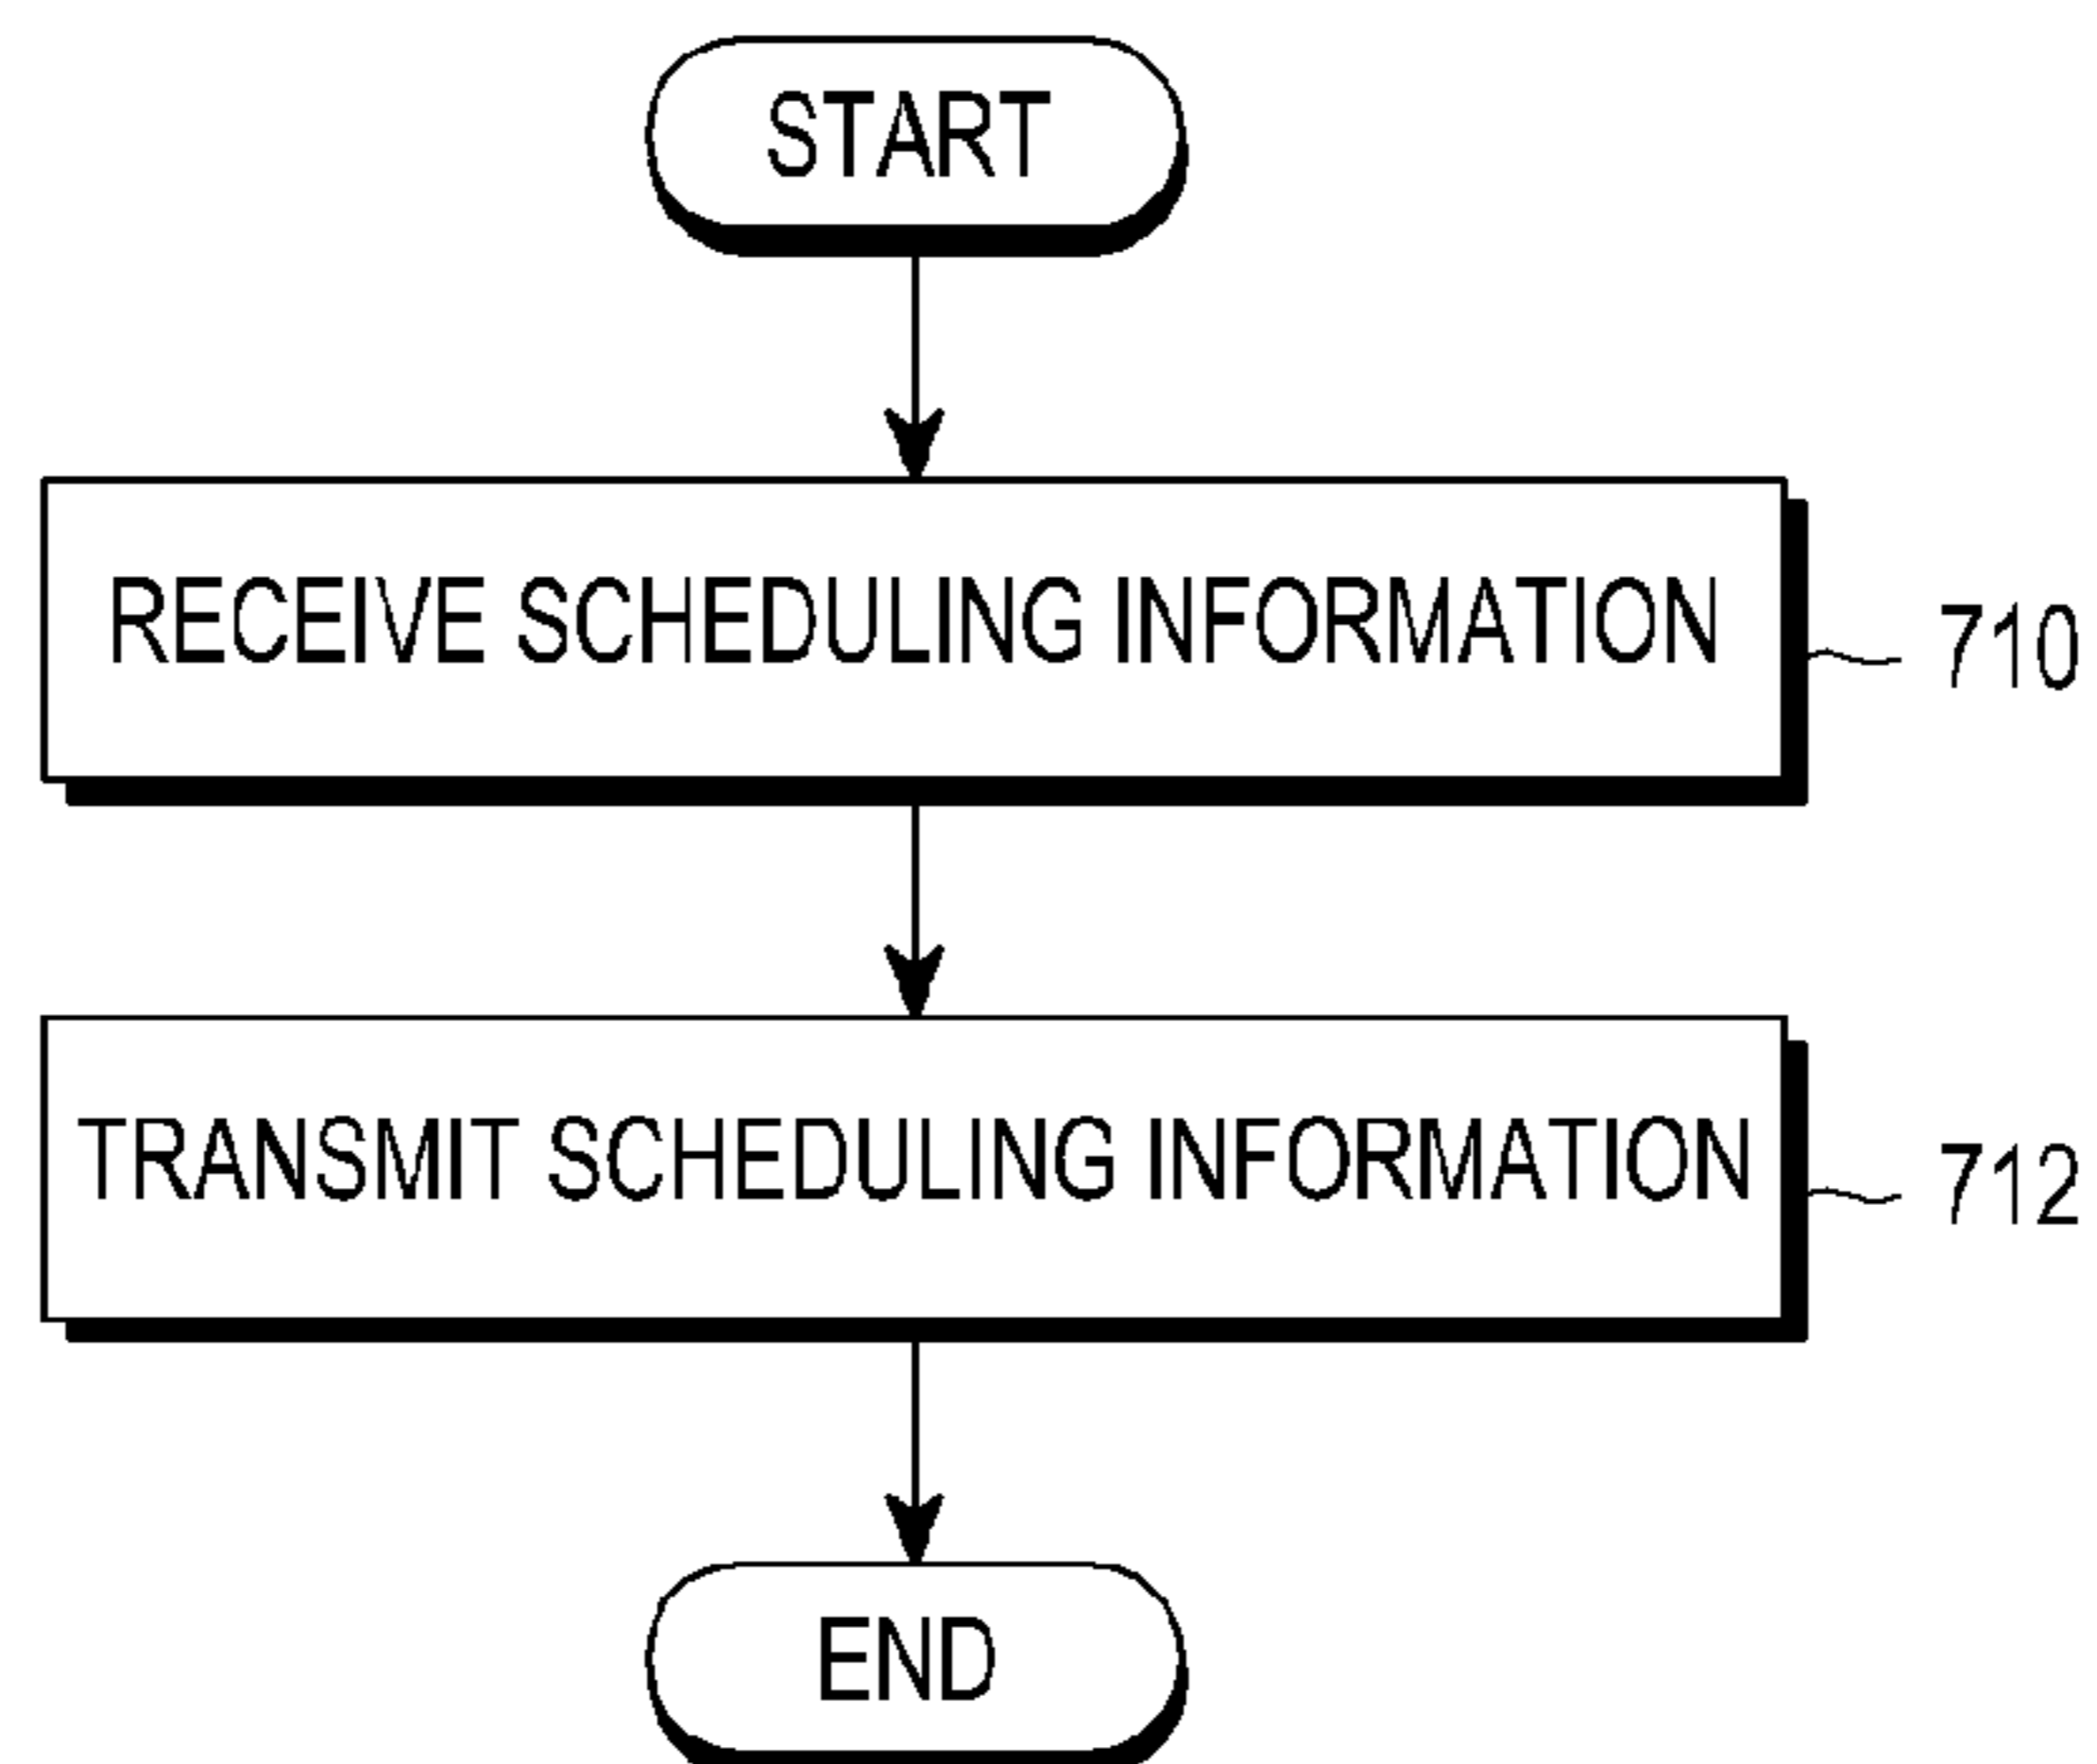 START
RECEIVE SCHEDULING INFORMATION
710
TRANSMIT SCHEDULING INFORMATION
712
END